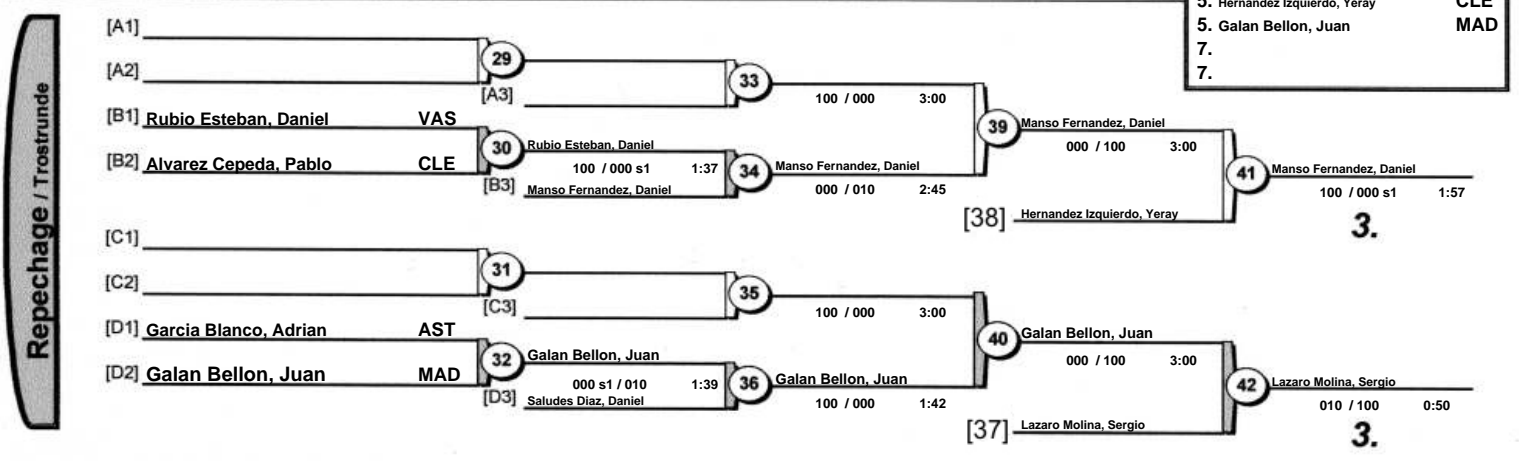 5. Hernandez Izquierdo, Yeray CLE
5. Galan Bellon, Juan MAD
7.
7.
Repechage / Trostrunde
[A1]
29
[A2]
[A3]
33
100 / 000 3:00
[B1] Rubio Esteban, Daniel VAS
39
Manso Fernandez, Daniel
30
Rubio Esteban, Daniel
000 / 100 3:00
[B2] Alvarez Cepeda, Pablo CLE
100 / 000 s1 1:37
34
Manso Fernandez, Daniel
41
Manso Fernandez, Daniel
[B3] Manso Fernandez, Daniel
000 / 010 2:45
100 / 000 s1 1:57
[38] Hernandez Izquierdo, Yeray
3.
[C1]
31
[C2]
[C3]
35
100 / 000 3:00
[D1] Garcia Blanco, Adrian AST
40
Galan Bellon, Juan
32
Galan Bellon, Juan
000 / 100 3:00
[D2] Galan Bellon, Juan MAD
000 s1 / 010 1:39
36
Galan Bellon, Juan
42
Lazaro Molina, Sergio
[D3] Saludes Diaz, Daniel
100 / 000 1:42
010 / 100 0:50
[37] Lazaro Molina, Sergio
3.